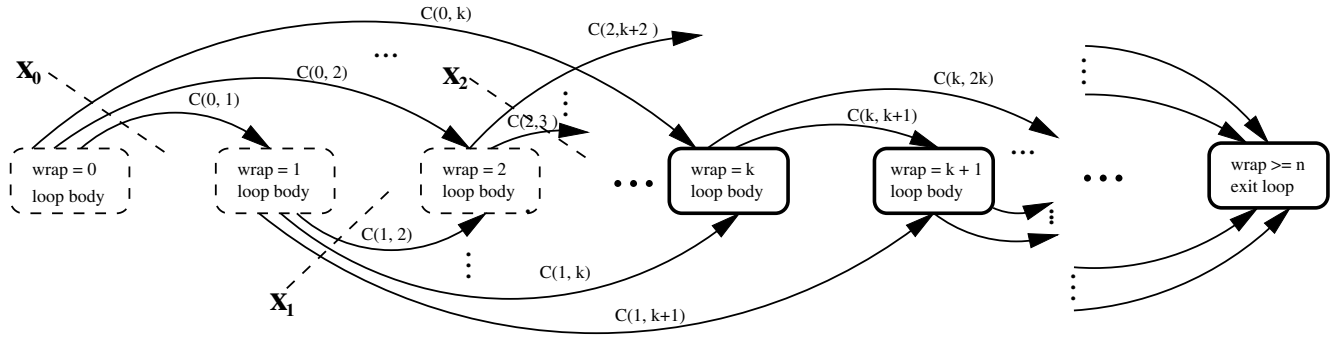 C(0, k)
C(2,k+2 )
...
X0
X2
C(0, 2)
C(k, 2k)
C(0, 1)
C(2,3 )
C(k, k+1)
...
wrap = 0
loop body
wrap = 1
loop body
wrap = 2
loop body
...
wrap = k
loop body
wrap = k + 1
loop body
...
wrap >= n
exit loop
C(1, 2)
C(1, k)
X1
C(1, k+1)